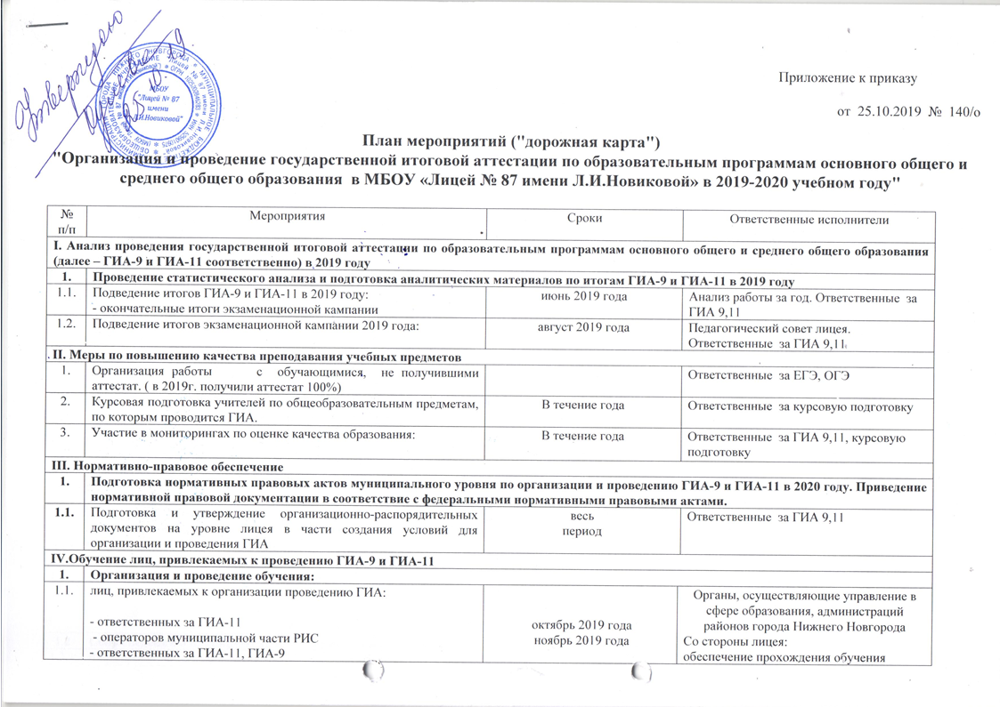 Утверждаю
МБОУ
"Лицей № 87
имени
Л.И.Новиковой"
Приложение к приказу
от 25.10.2019 № 140/о
План мероприятий ("дорожная карта")
"Организация и проведение государственной итоговой аттестации по образовательным программам основного общего и
среднего общего образования в МБОУ «Лицей № 87 имени Л.И.Новиковой» в 2019-2020 учебном году"
№ Мероприятия Сроки Ответственные исполнители
п/п
I. Анализ проведения государственной итоговой аттестации по образовательным программам основного общего и среднего общего образования
(далее – ГИА-9 и ГИА-11 соответственно) в 2019 году
1. Проведение статистического анализа и подготовка аналитических материалов по итогам ГИА-9 и ГИА-11 в 2019 году
1.1. Подведение итогов ГИА-9 и ГИА-11 в 2019 году: июнь 2019 года Анализ работы за год. Ответственные за
- окончательные итоги экзаменационной кампании ГИА 9,11
1.2. Подведение итогов экзаменационной кампании 2019 года: август 2019 года Педагогический совет лицея.
Ответственные за ГИА 9,11
II. Меры по повышению качества преподавания учебных предметов
1. Организация работы с обучающимися, не получившими Ответственные за ЕГЭ, ОГЭ
аттестат. ( в 2019г. получили аттестат 100%)
2. Курсовая подготовка учителей по общеобразовательным предметам, В течение года Ответственные за курсовую подготовку
по которым проводится ГИА.
3. Участие в мониторингах по оценке качества образования: В течение года Ответственные за ГИА 9,11, курсовую
подготовку
III. Нормативно-правовое обеспечение
1. Подготовка нормативных правовых актов муниципального уровня по организации и проведению ГИА-9 и ГИА-11 в 2020 году. Приведение
нормативной правовой документации в соответствие с федеральными нормативными правовыми актами.
1.1. Подготовка и утверждение организационно-распорядительных весь Ответственные за ГИА 9,11
документов на уровне лицея в части создания условий для период
организации и проведения ГИА
IV.Обучение лиц, привлекаемых к проведению ГИА-9 и ГИА-11
1. Организация и проведение обучения:
1.1. лиц, привлекаемых к организации проведению ГИА: Органы, осуществляющие управление в
сфере образования, администраций
- ответственных за ГИА-11 октябрь 2019 года районов города Нижнего Новгорода
- операторов муниципальной части РИС ноябрь 2019 года Со стороны лицея:
- ответственных за ГИА-11, ГИА-9 обеспечение прохождения обучения